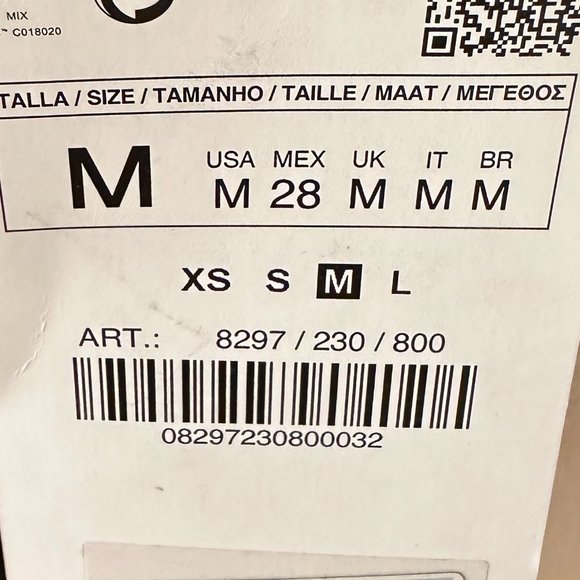 MIX
™ C018020
TALLA / SIZE / TAMANHO / TAILLE / MAAT / ΜΕΓΕΘΟΣ
M
USA MEX UK IT BR
M 28 M M M
XS S M L
ART.: 8297 / 230 / 800
08297230800032